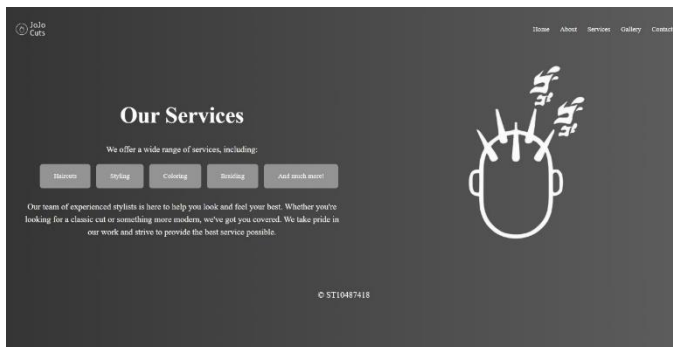 JoJo
Cuts
Home About Services Gallery Contact
Our Services
We offer a wide range of services, including:
Haircuts Styling Coloring Braiding And much more!
Our team of experienced stylists is here to help you look and feel your best. Whether you're
looking for a classic cut or something more modern, we've got you covered. We take pride in
our work and strive to provide the best service possible.
© ST10487418